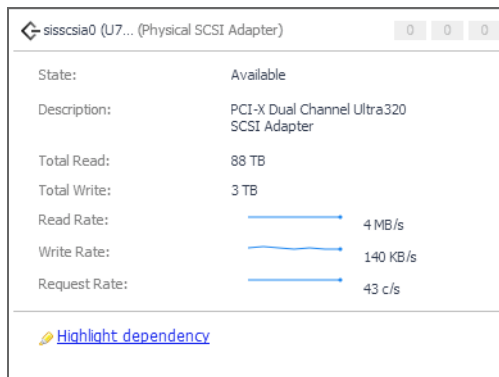 sisscsia0 (U7... (Physical SCSI Adapter) 0 0 0
State: Available
Description: PCI-X Dual Channel Ultra320
SCSI Adapter
Total Read: 88 TB
Total Write: 3 TB
Read Rate: 4 MB/s
Write Rate: 140 KB/s
Request Rate: 43 c/s
Highlight dependency